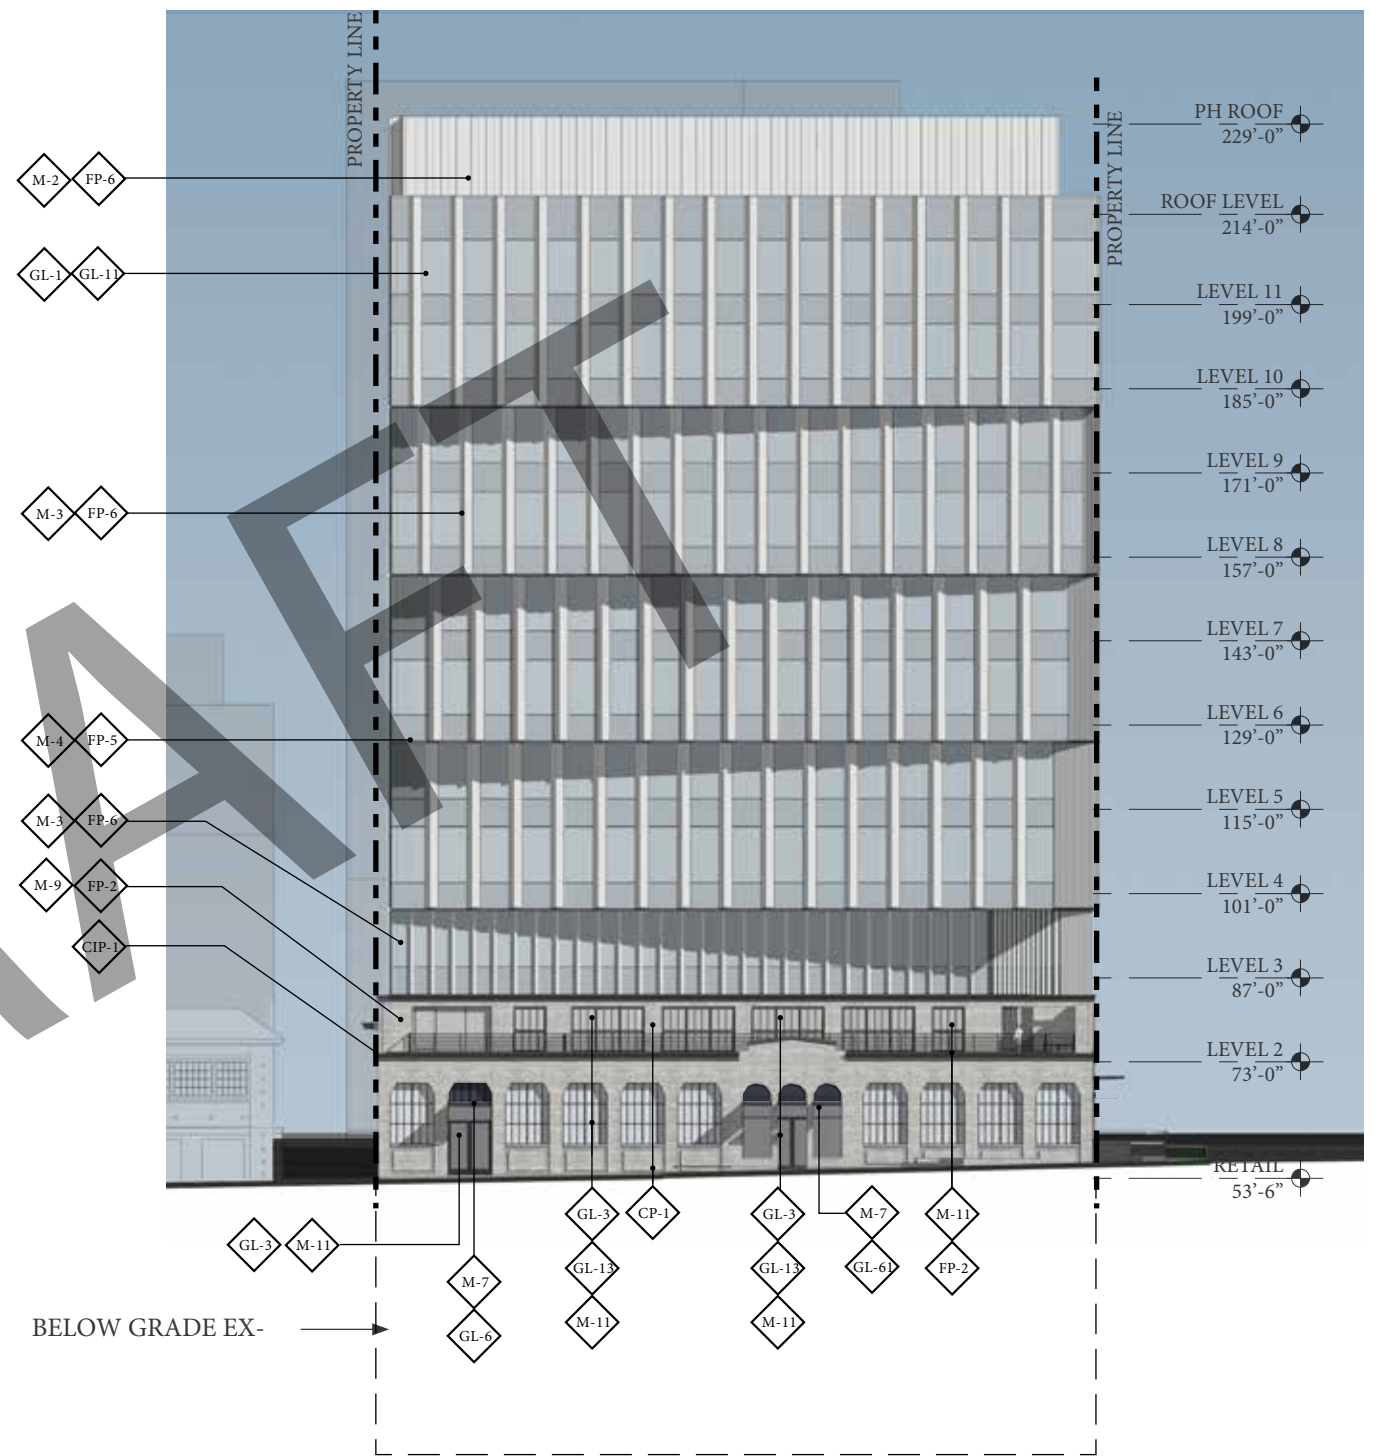 PROPERTY LINE
PROPERTY LINE
PH ROOF
229’-0”
ROOF LEVEL
214’-0”
LEVEL 11
199’-0”
LEVEL 10
185’-0”
LEVEL 9
171’-0”
LEVEL 8
157’-0”
LEVEL 7
143’-0”
LEVEL 6
129’-0”
LEVEL 5
115’-0”
LEVEL 4
101’-0”
LEVEL 3
87’-0”
LEVEL 2
73’-0”
RETAIL
53’-6”
M-2 FP-6
GL-1 GL-11
M-3 FP-6
M-4 FP-5
M-3 FP-6
M-9 FP-2
CIP-1
GL-3 M-11
M-7
GL-6
GL-3
GL-13
M-11
CP-1
GL-3
GL-13
M-11
M-7
GL-61
M-11
FP-2
BELOW GRADE EX-
AFT